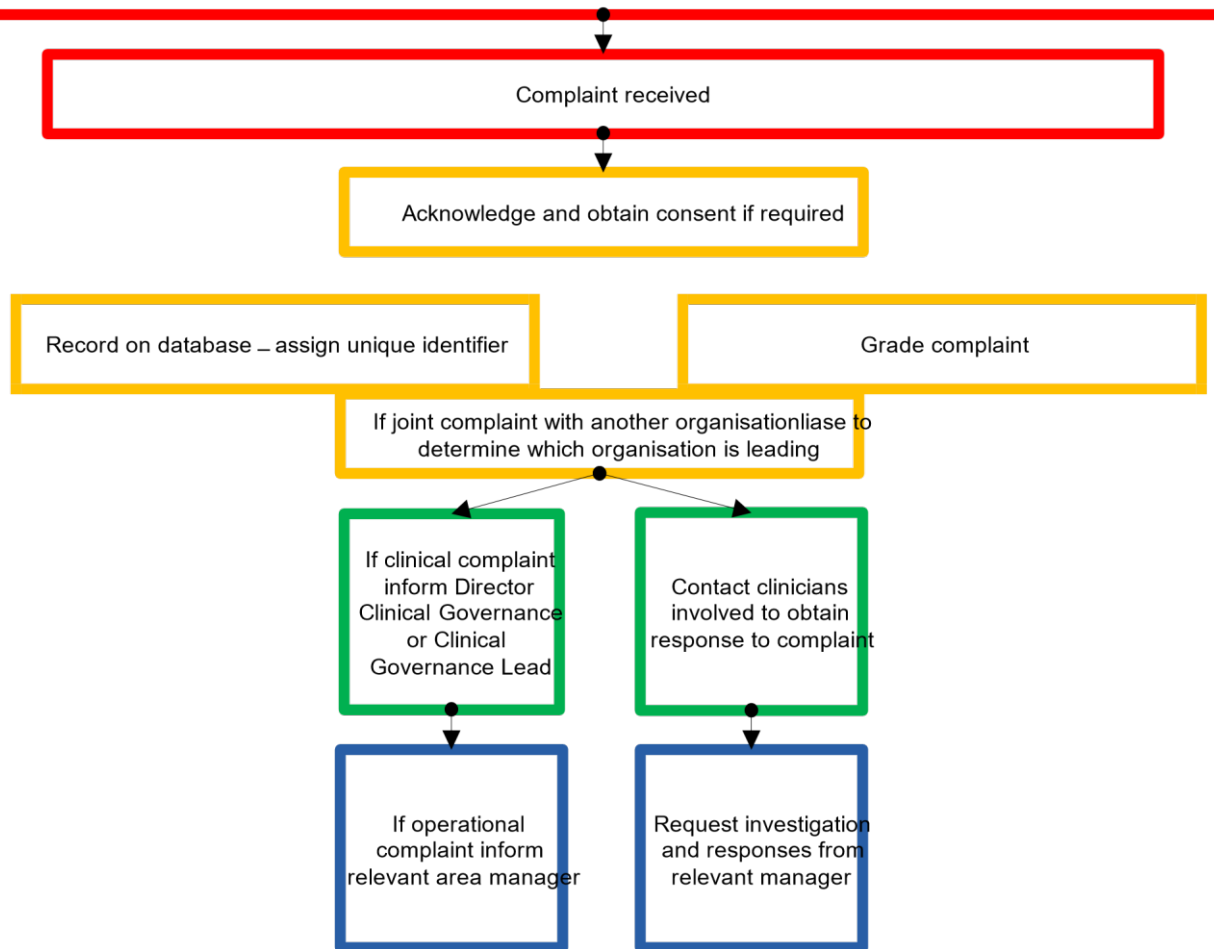 Complaint received
Acknowledge and obtain consent if required
Record on database – assign unique identifier
Grade complaint
If joint complaint with another organisationliase to
determine which organisation is leading
If clinical complaint
inform Director
Clinical Governance
or Clinical
Governance Lead
Contact clinicians
involved to obtain
response to complaint
If operational
complaint inform
relevant area manager
Request investigation
and responses from
relevant manager